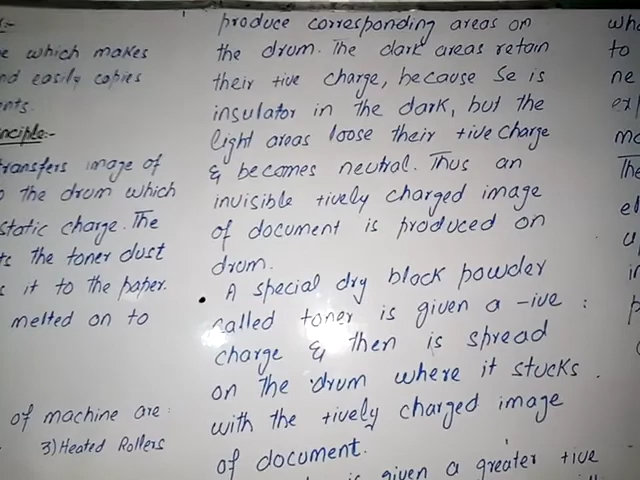 which makes
easily copies
transfers image of
the drum which
static charge. The
the toner dust
it to the paper.
melted on to
of machine are:
3) Heated Rollers
produce corresponding areas on
the drum. The dark areas retain
their +ive charge, because Se is
insulator in the dark, but the
light areas loose their +ive charge
& becomes neutral. Thus an
invisible +ively charged image
of document is produced on
drum.
• A special dry black powder
called toner is given a -ive
charge & then is spread
on the drum where it stucks
with the +ively charged image
of document.
is given a greater +ive
to
The